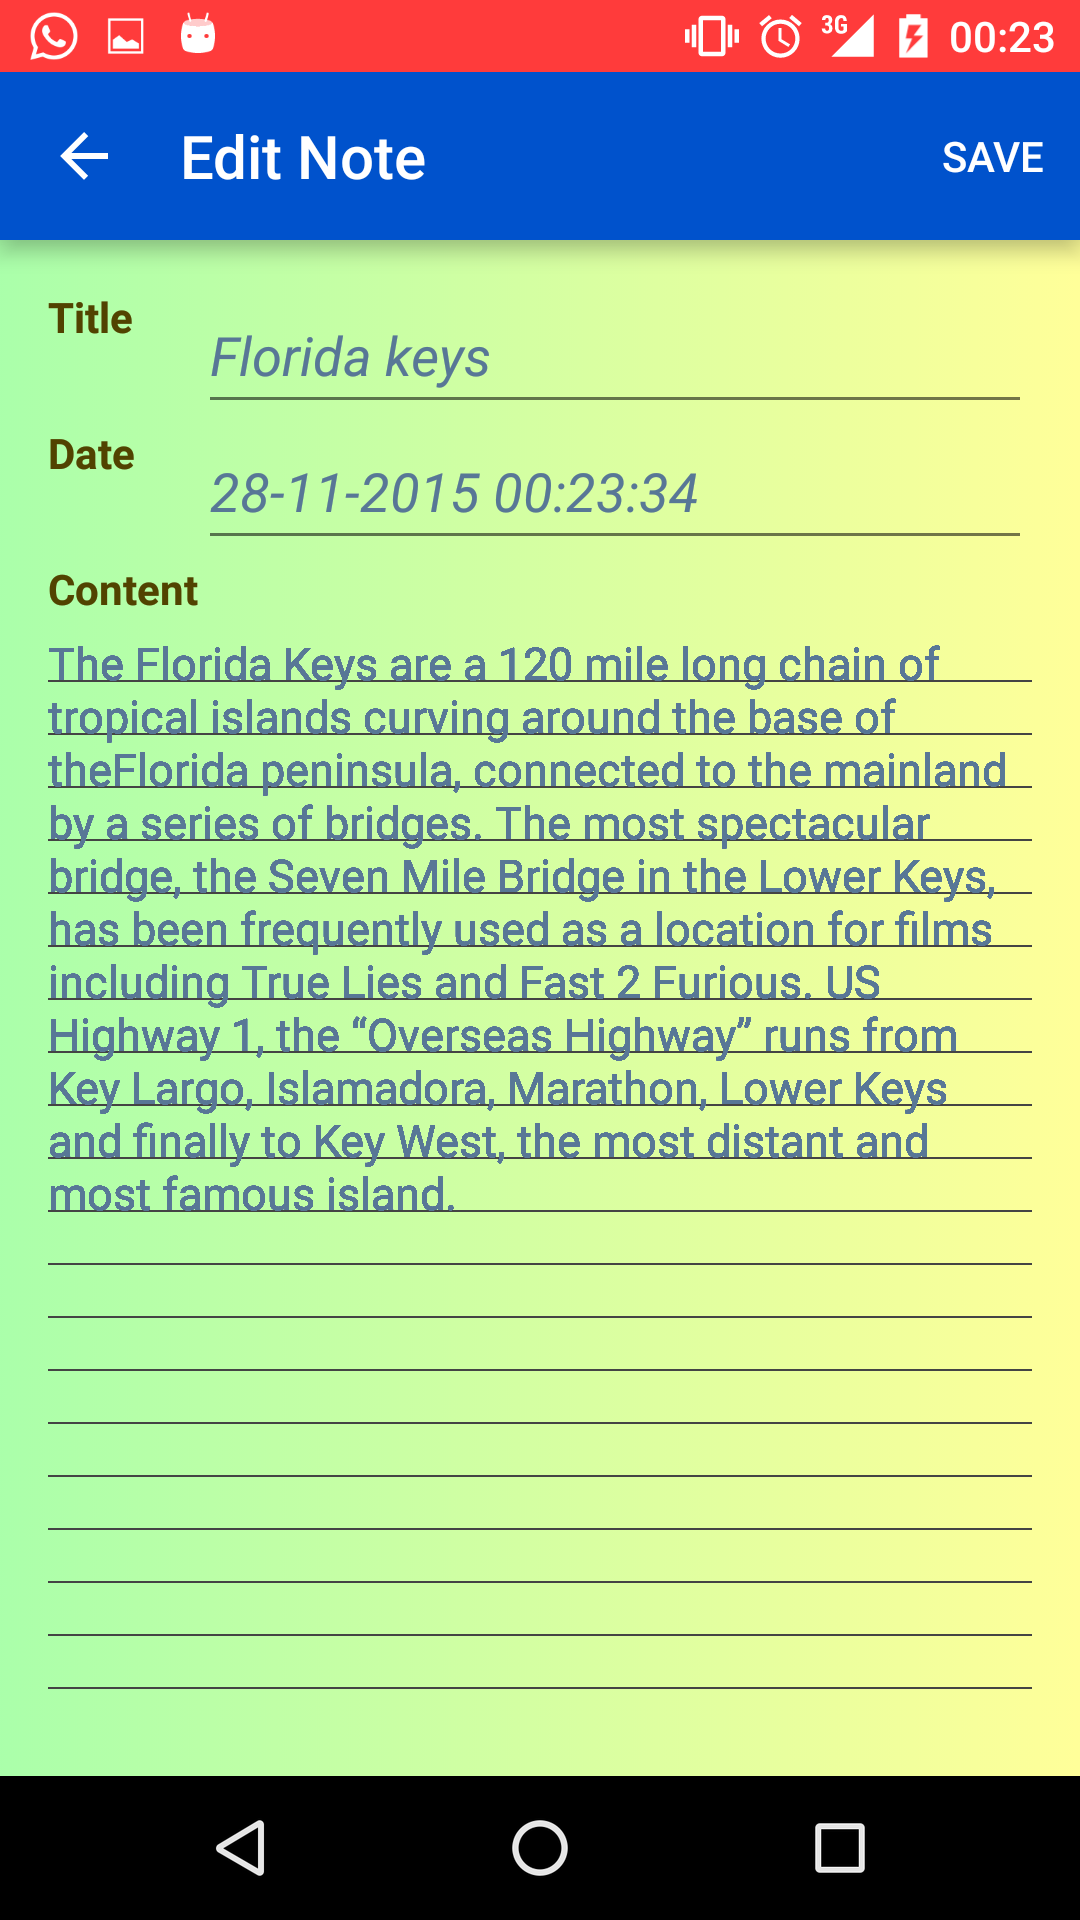 3G 00:23
Edit Note SAVE
Title
Florida keys
Date
28-11-2015 00:23:34
Content
The Florida Keys are a 120 mile long chain of
tropical islands curving around the base of
theFlorida peninsula, connected to the mainland
by a series of bridges. The most spectacular
bridge, the Seven Mile Bridge in the Lower Keys,
has been frequently used as a location for films
including True Lies and Fast 2 Furious. US
Highway 1, the “Overseas Highway” runs from
Key Largo, Islamadora, Marathon, Lower Keys
and finally to Key West, the most distant and
most famous island.